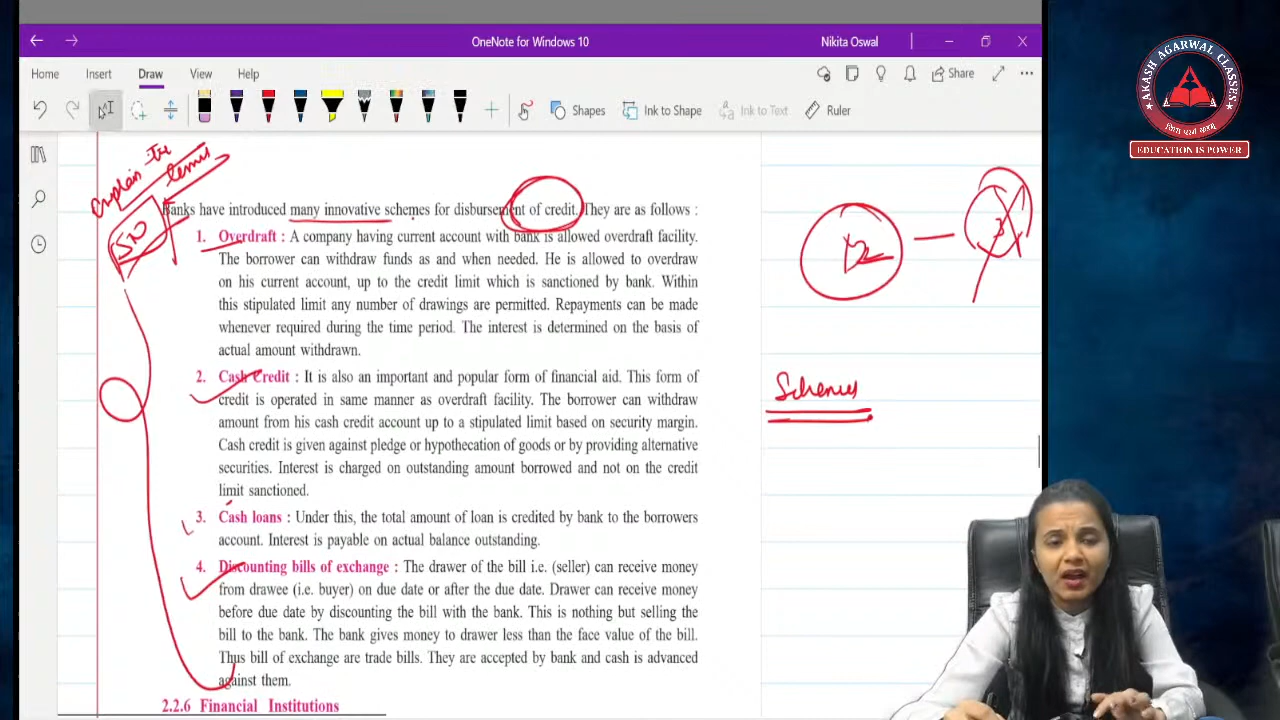 OneNote for Windows 10
Nikita Oswal
Home
Insert
Draw
View
Help
Share
Shapes
Ink to Shape
Ink to Text
Ruler
AKASH AGARWAL CLASSES
EDUCATION IS POWER
Explain the
terms
Banks have introduced many innovative schemes for disbursement of credit. They are as follows :
1. Overdraft : A company having current account with bank is allowed overdraft facility.
The borrower can withdraw funds as and when needed. He is allowed to overdraw
on his current account, up to the credit limit which is sanctioned by bank. Within
this stipulated limit any number of drawings are permitted. Repayments can be made
whenever required during the time period. The interest is determined on the basis of
actual amount withdrawn.
2. Cash Credit : It is also an important and popular form of financial aid. This form of
credit is operated in same manner as overdraft facility. The borrower can withdraw
amount from his cash credit account up to a stipulated limit based on security margin.
Cash credit is given against pledge or hypothecation of goods or by providing alternative
securities. Interest is charged on outstanding amount borrowed and not on the credit
limit sanctioned.
Schemes
3. Cash loans : Under this, the total amount of loan is credited by bank to the borrowers
account. Interest is payable on actual balance outstanding.
4. Discounting bills of exchange : The drawer of the bill i.e. (seller) can receive money
from drawee (i.e. buyer) on due date or after the due date. Drawer can receive money
before due date by discounting the bill with the bank. This is nothing but selling the
bill to the bank. The bank gives money to drawer less than the face value of the bill.
Thus bill of exchange are trade bills. They are accepted by bank and cash is advanced
against them.
2.2.6 Financial Institutions